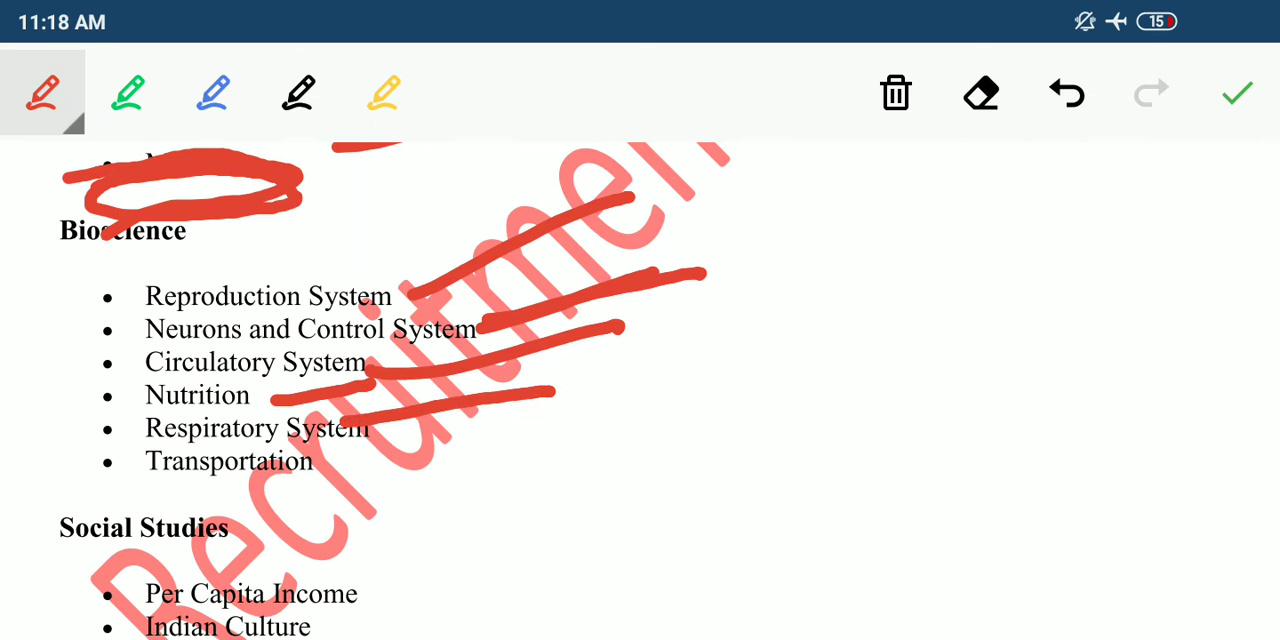 11:18 AM
15
Bioscience
Reproduction System
Neurons and Control System
Circulatory System
Nutrition
Respiratory System
Transportation
Social Studies
Per Capita Income
Indian Culture
Recruitmen